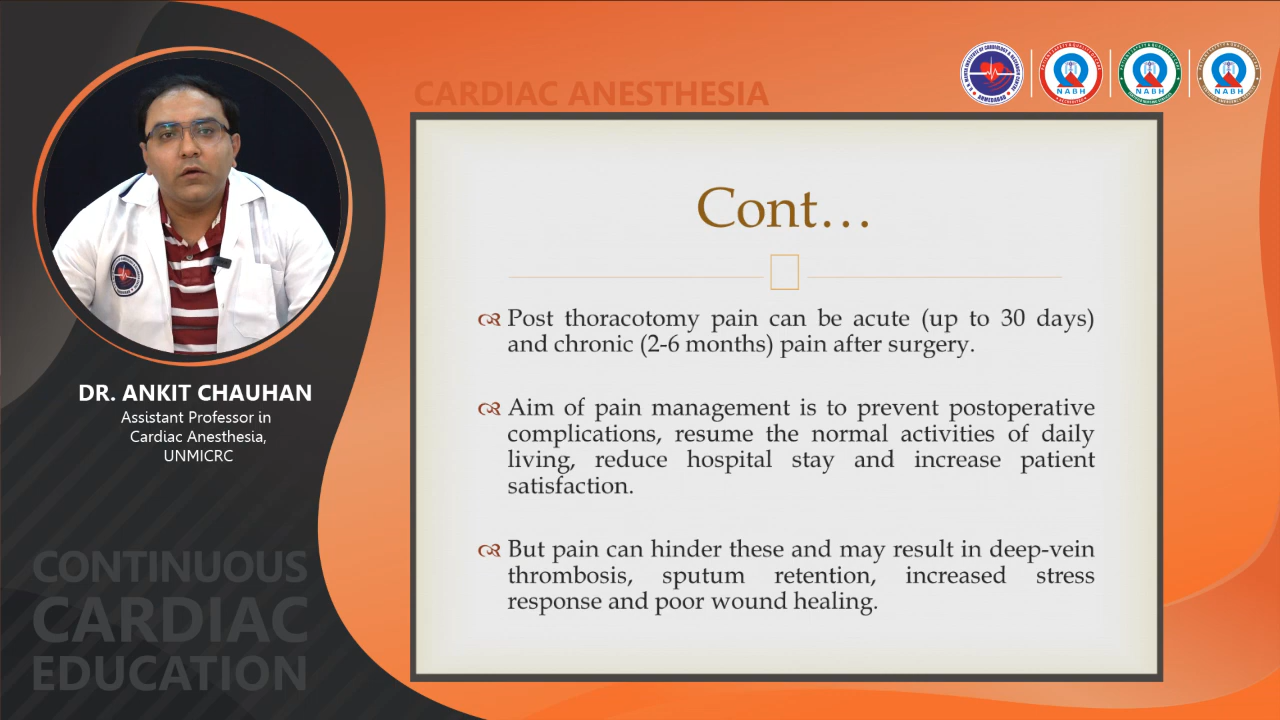 CARDIAC ANESTHESIA
NABH
NABH
NABH
Cont...
Post thoracotomy pain can be acute (up to 30 days)
and chronic (2-6 months) pain after surgery.
Aim of pain management is to prevent postoperative
complications, resume the normal activities of daily
living, reduce hospital stay and increase patient
satisfaction.
But pain can hinder these and may result in deep-vein
thrombosis, sputum retention, increased stress
response and poor wound healing.
DR. ANKIT CHAUHAN
Assistant Professor in
Cardiac Anesthesia,
UNMICRC
CONTINUOUS
CARDIAC
EDUCATION